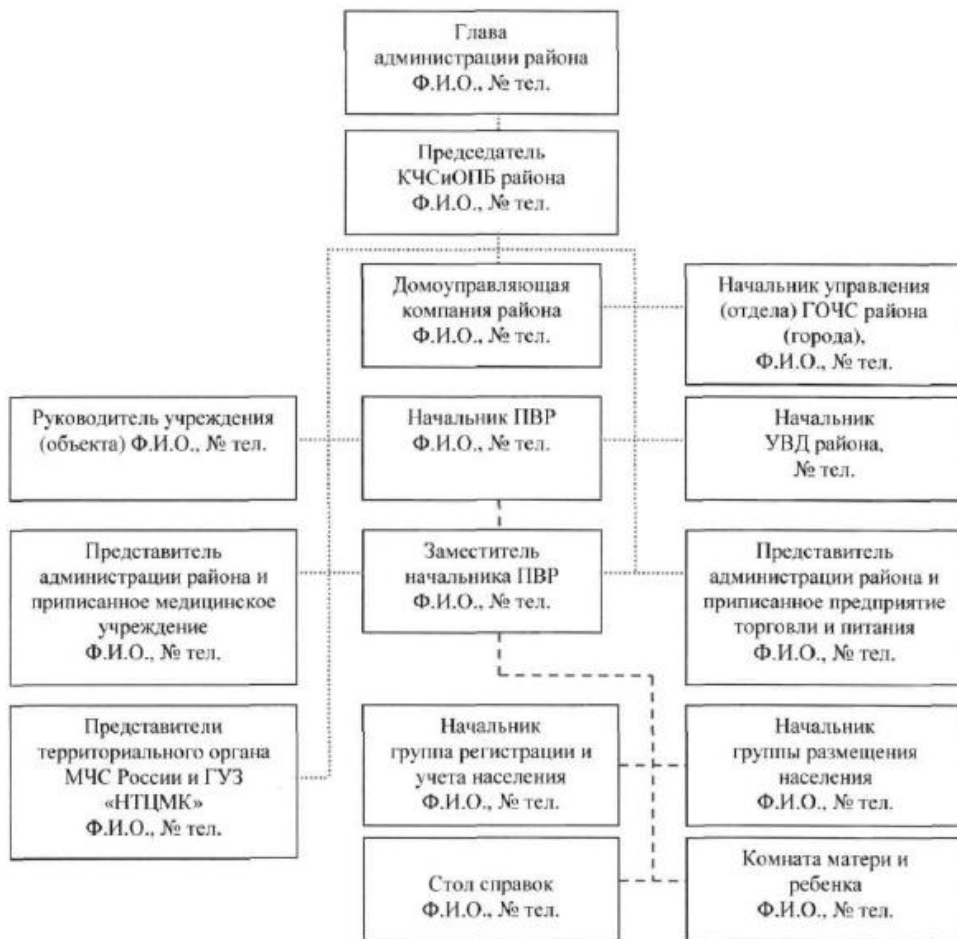 Глава
администрации района
Ф.И.О., № тел.
Председатель
КЧСиОПБ района
Ф.И.О., № тел.
Домоуправляющая
компания района
Ф.И.О., № тел.
Начальник управления
(отдела) ГОЧС района
(города),
Ф.И.О., № тел.
Руководитель учреждения
(объекта) Ф.И.О., № тел.
Начальник ПВР
Ф.И.О., № тел.
Начальник
УВД района,
№ тел.
Представитель
администрации района и
приписанное медицинское
учреждение
Ф.И.О., № тел.
Заместитель
начальника ПВР
Ф.И.О., № тел.
Представитель
администрации района и
приписанное предприятие
торговли и питания
Ф.И.О., № тел.
Представители
территориального органа
МЧС России и ГУЗ
«НТЦМК»
Ф.И.О., № тел.
Начальник
группа регистрации и
учета населения
Ф.И.О., № тел.
Начальник
группы размещения
населения
Ф.И.О., № тел.
Стол справок
Ф.И.О., № тел.
Комната матери и
ребенка
Ф.И.О., № тел.